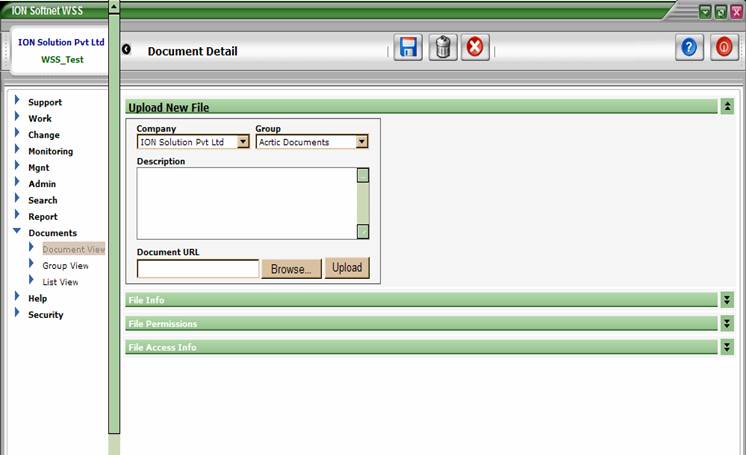 ION Softnet WSS
ION Solution Pvt Ltd
WSS_Test
Document Detail
Support
Work
Change
Monitoring
Mgnt
Admin
Search
Report
Documents
Document View
Group View
List View
Help
Security
Upload New File
Company Group
ION Solution Pvt Ltd Acrtic Documents
Description
Document URL
Browse... Upload
File Info
File Permissions
File Access Info